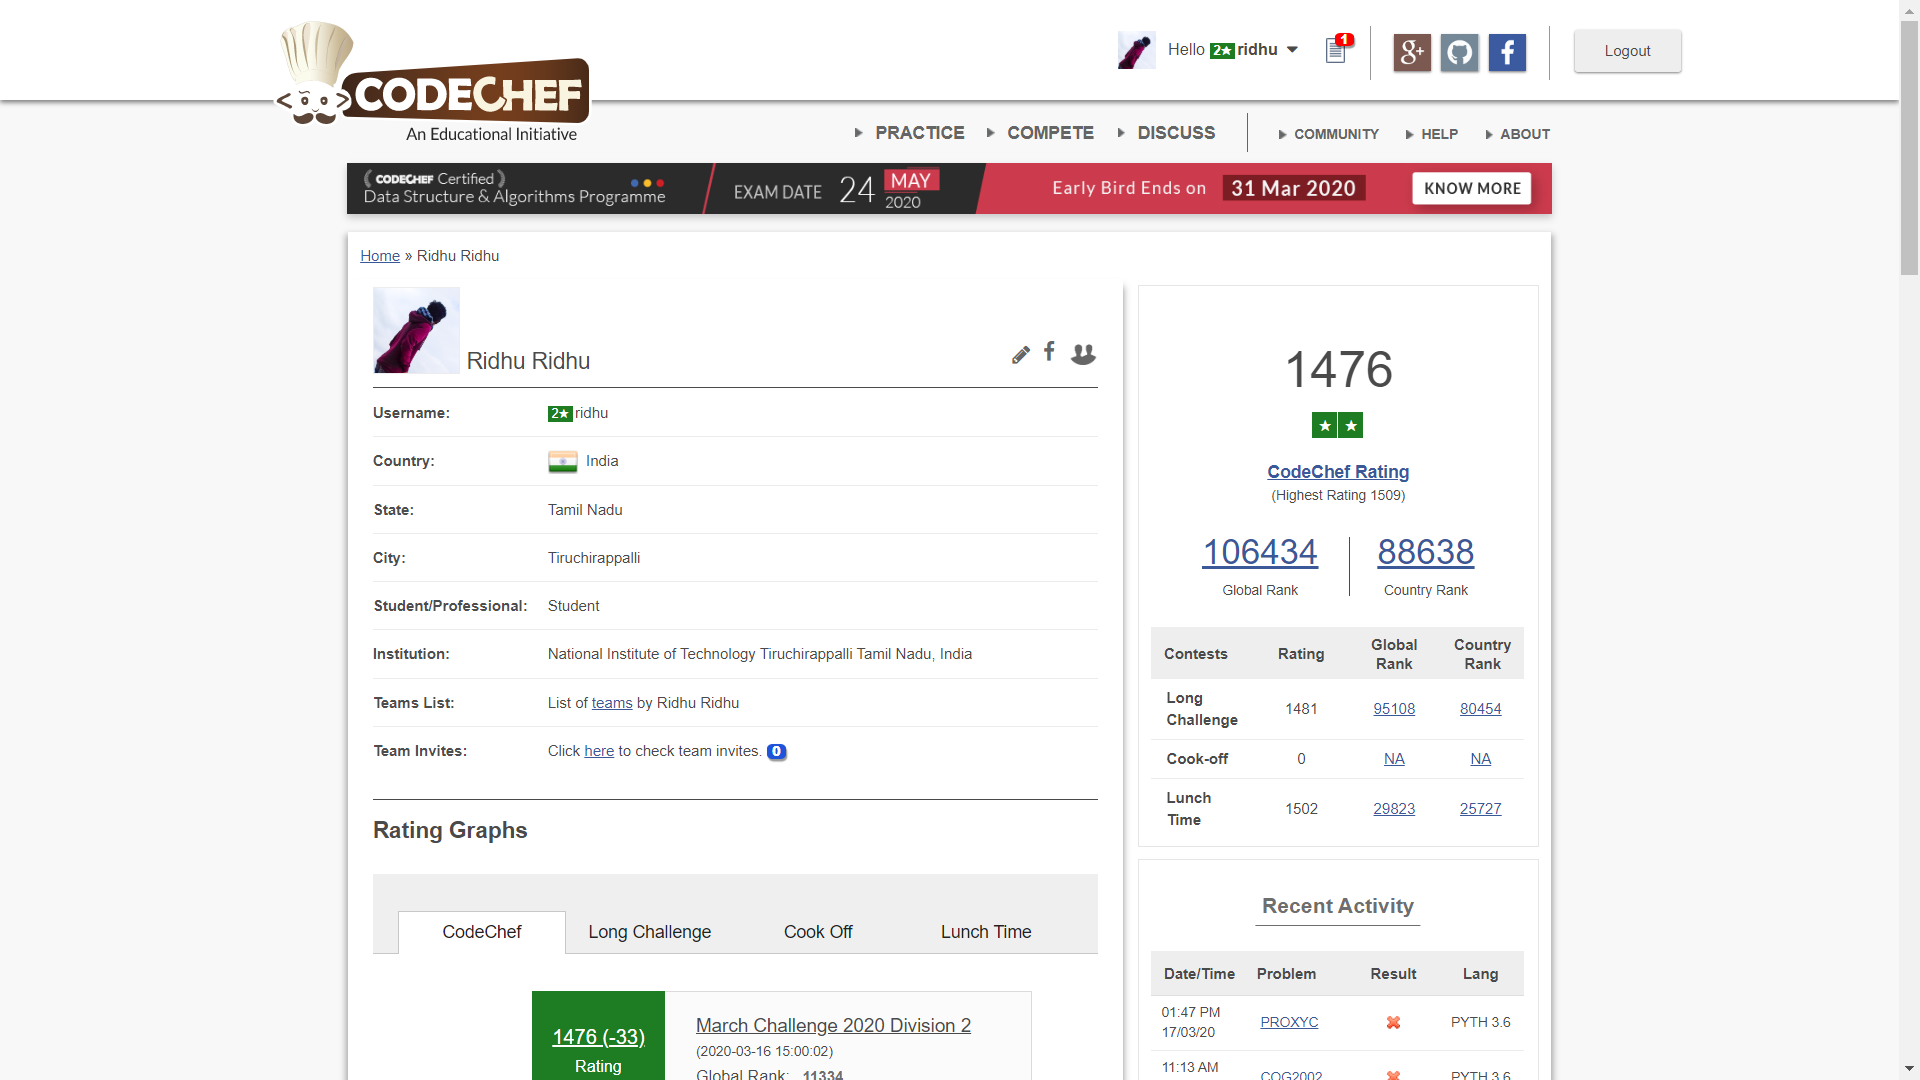 Hello 2★ ridhu
1
g+
f
Logout
CODECHEF
An Educational Initiative
PRACTICE
COMPETE
DISCUSS
COMMUNITY
HELP
ABOUT
(CODECHEF Certified)
Data Structure & Algorithms Programme
EXAM DATE 24 MAY 2020
Early Bird Ends on 31 Mar 2020
KNOW MORE
Home » Ridhu Ridhu
Ridhu Ridhu
Username: 2★ ridhu
Country: India
State: Tamil Nadu
City: Tiruchirappalli
Student/Professional: Student
Institution: National Institute of Technology Tiruchirappalli Tamil Nadu, India
Teams List: List of teams by Ridhu Ridhu
Team Invites: Click here to check team invites. 0
Rating Graphs
CodeChef Long Challenge Cook Off Lunch Time
1476 (-33)
Rating
March Challenge 2020 Division 2
(2020-03-16 15:00:02)
Global Rank: 11334
1476
★★
CodeChef Rating
(Highest Rating 1509)
106434 88638
Global Rank Country Rank
Contests Rating Global Rank Country Rank
Long Challenge 1481 95108 80454
Cook-off 0 NA NA
Lunch Time 1502 29823 25727
Recent Activity
Date/Time Problem Result Lang
01:47 PM 17/03/20 PROXYC PYTH 3.6
11:13 AM COG2002 PYTH 3.6